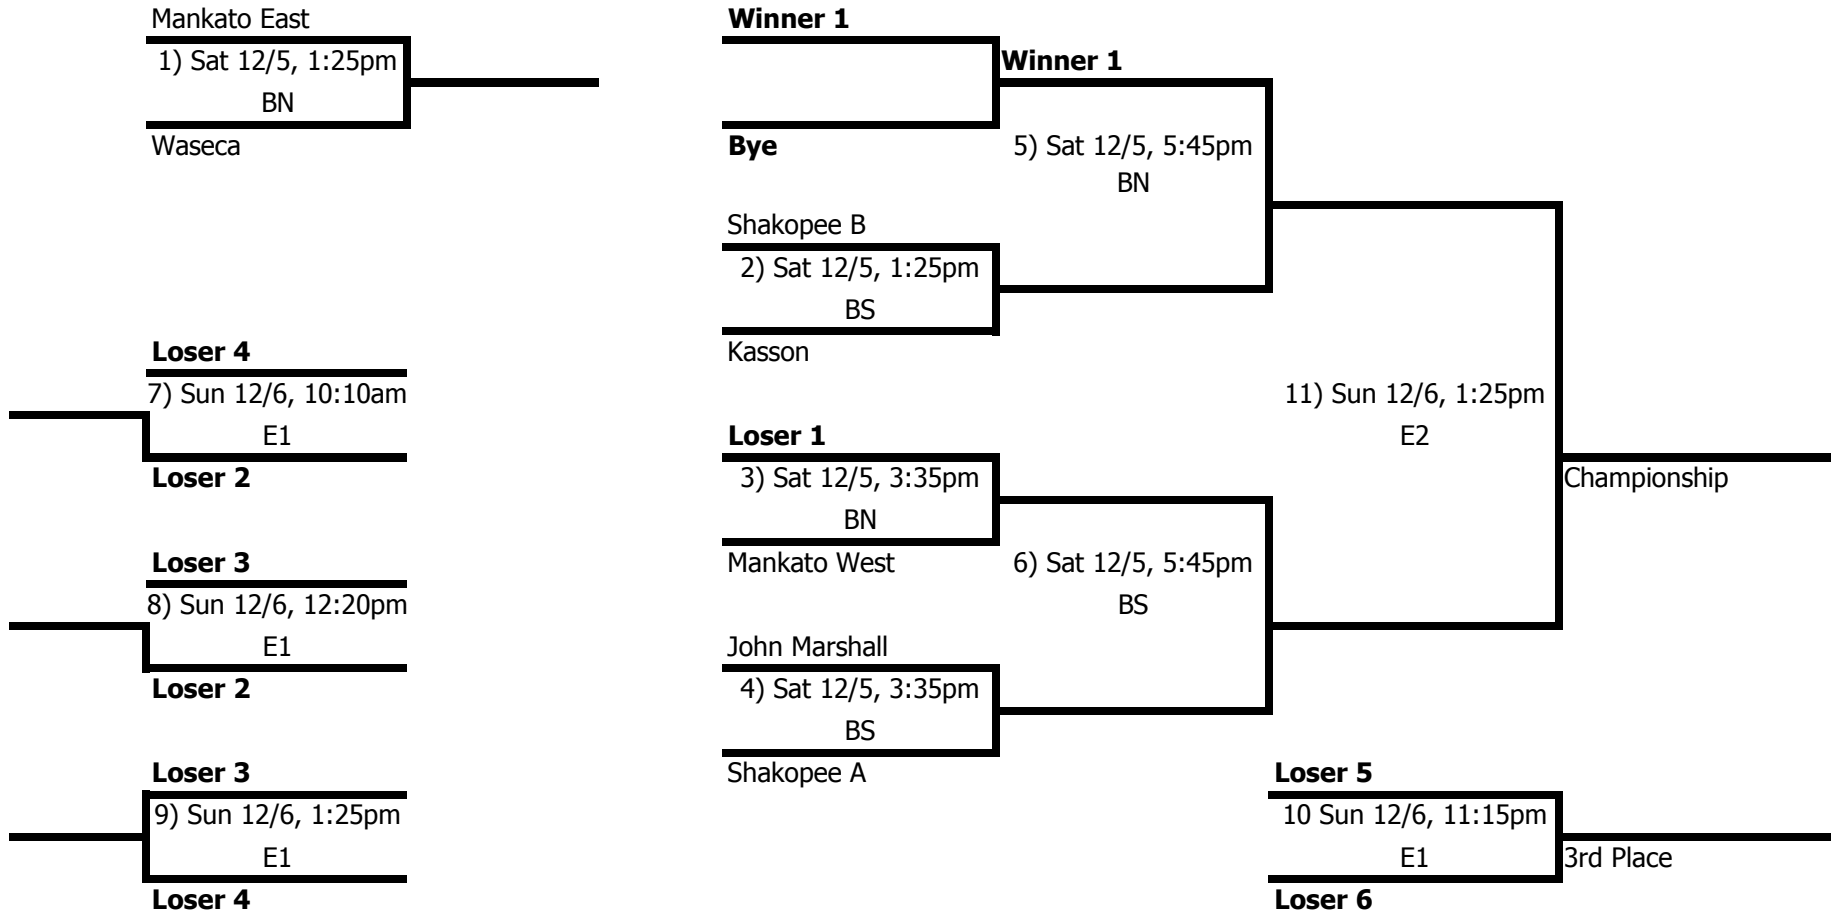 Mankato East
1) Sat 12/5, 1:25pm
BN
Waseca
Loser 4
7) Sun 12/6, 10:10am
E1
Loser 2
Loser 3
8) Sun 12/6, 12:20pm
E1
Loser 2
Loser 3
9) Sun 12/6, 1:25pm
E1
Loser 4
Winner 1
Bye
Shakopee B
2) Sat 12/5, 1:25pm
BS
Kasson
Loser 1
3) Sat 12/5, 3:35pm
BN
Mankato West
John Marshall
4) Sat 12/5, 3:35pm
BS
Shakopee A
Winner 1
5) Sat 12/5, 5:45pm
BN
6) Sat 12/5, 5:45pm
BS
11) Sun 12/6, 1:25pm
E2
Championship
Loser 5
10 Sun 12/6, 11:15pm
E1
3rd Place
Loser 6